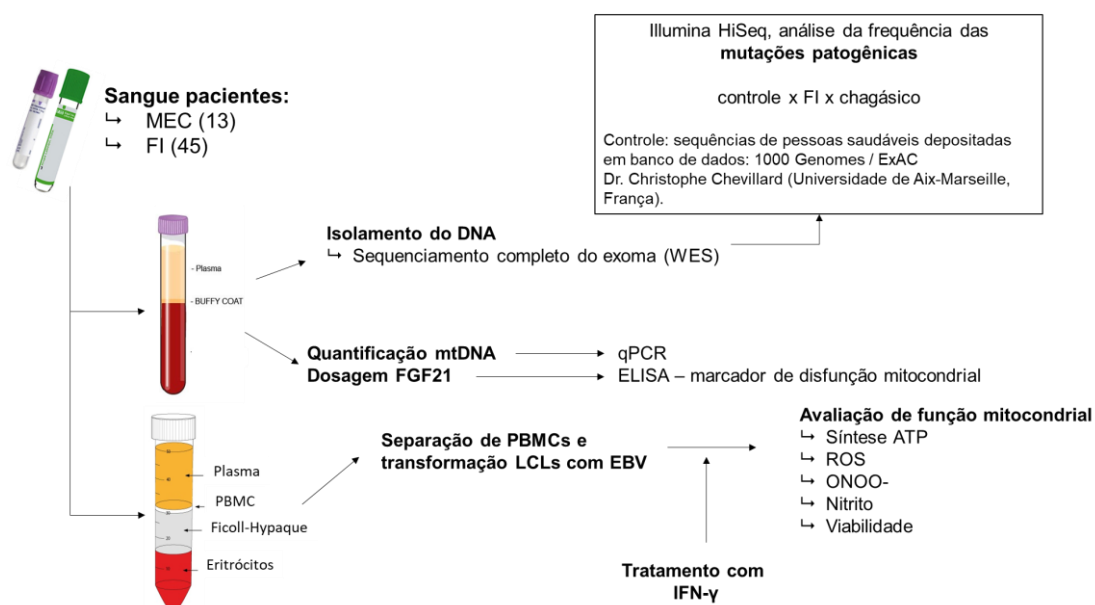 Illumina HiSeq, análise da frequência das
mutações patogênicas
controle x FI x chagásico
Controle: sequências de pessoas saudáveis depositadas
em banco de dados: 1000 Genomes / ExAC
Dr. Christophe Chevillard (Universidade de Aix-Marseille,
França).
Sangue pacientes:
↳ MEC (13)
↳ FI (45)
- Plasma
- BUFFY COAT
Isolamento do DNA
↳ Sequenciamento completo do exoma (WES)
Quantificação mtDNA
qPCR
Dosagem FGF21
ELISA – marcador de disfunção mitocondrial
Plasma
PBMC
Ficoll-Hypaque
Eritrócitos
Separação de PBMCs e
transformação LCLs com EBV
Avaliação de função mitocondrial
↳ Síntese ATP
↳ ROS
↳ ONOO-
↳ Nitrito
↳ Viabilidade
Tratamento com
IFN-γ